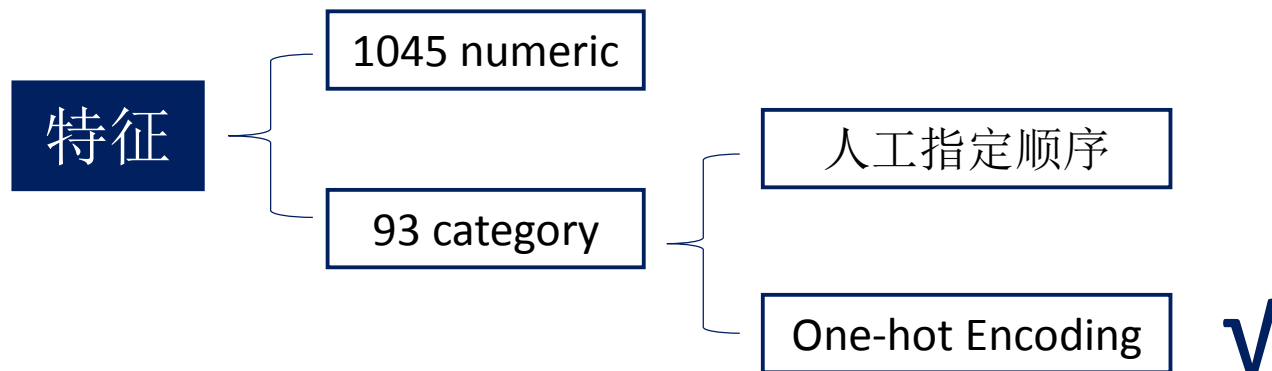 特征
1045 numeric
93 category
人工指定顺序
One-hot Encoding
√